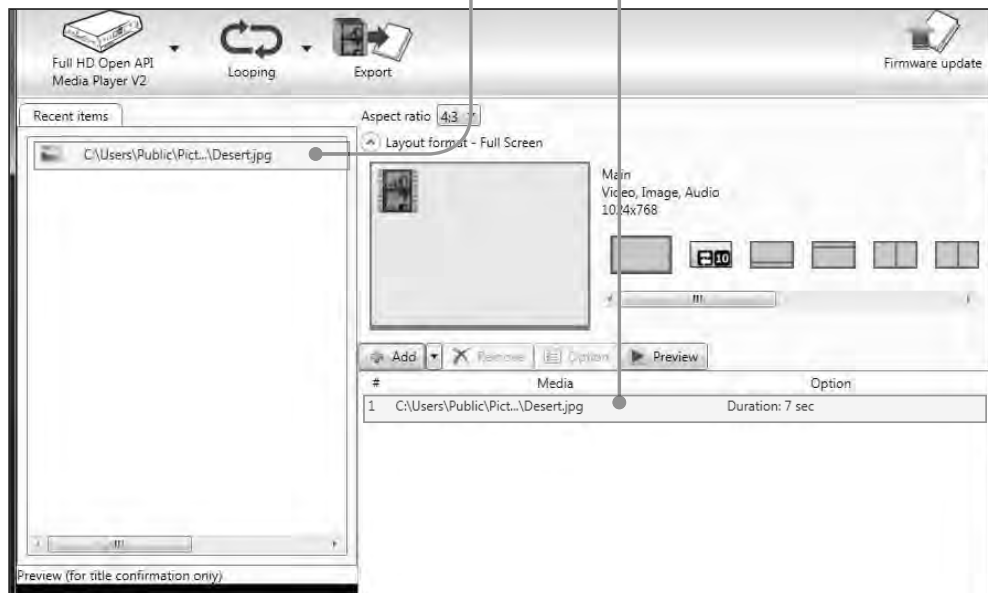 Full HD Open API
Media Player V2
Looping
Export
Firmware update
Recent items
C:\Users\Public\Pict...\Desert.jpg
Aspect ratio 4:3
Layout format - Full Screen
Main
Video, Image, Audio
1024x768
Add Remove Option Preview
# Media Option
1 C:\Users\Public\Pict...\Desert.jpg Duration: 7 sec
Preview (for title confirmation only)